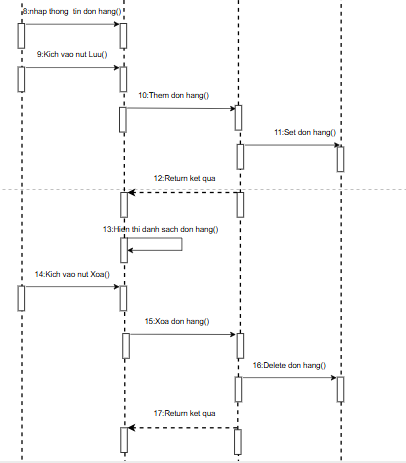 8:nhap thong tin don hang()
9:Kich vao nut Luu()
10:Them don hang()
11:Set don hang()
12:Return ket qua
13:Hien thi danh sach don hang()
14:Kich vao nut Xoa()
15:Xoa don hang()
16:Delete don hang()
17:Return ket qua